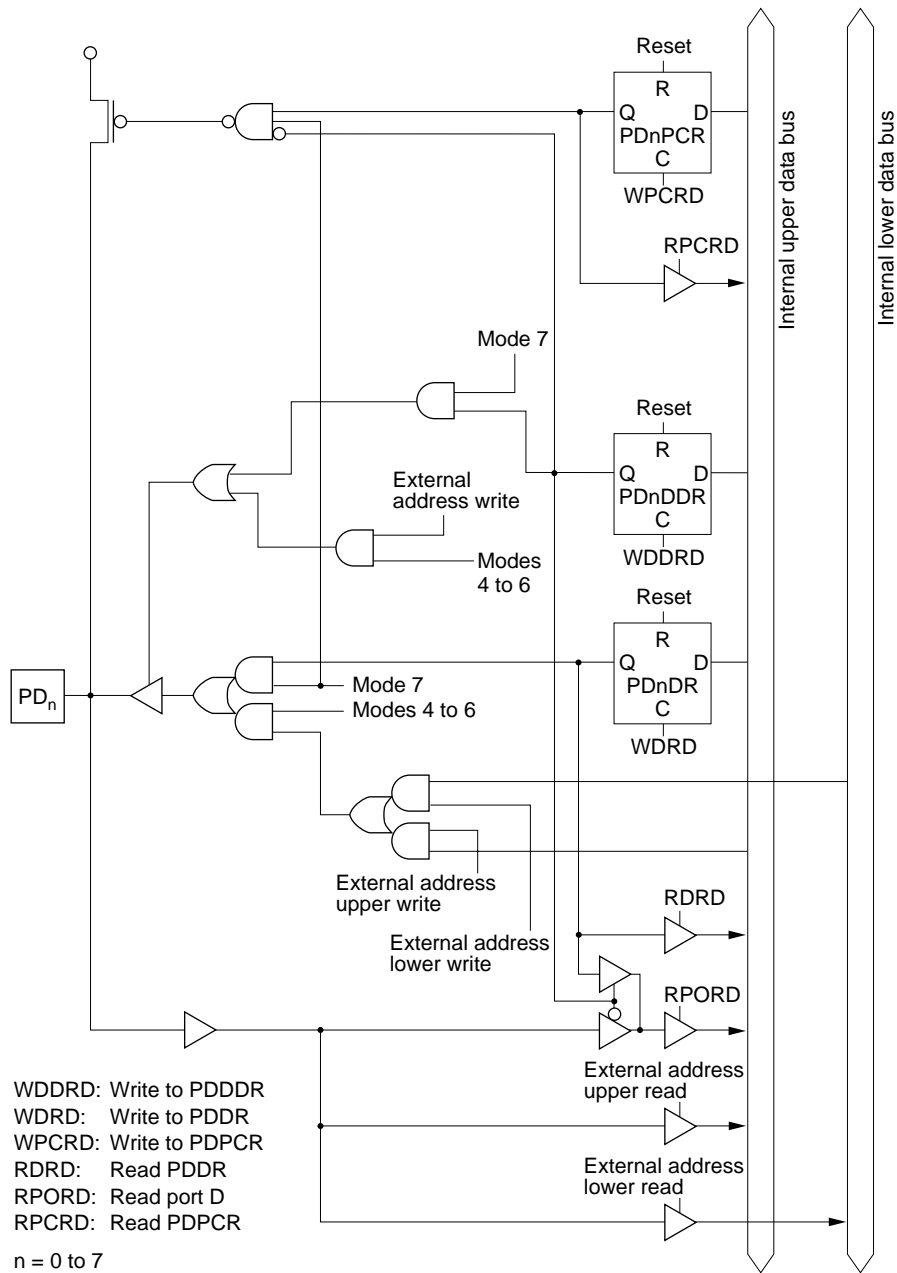 Reset
R
Q D
PDnPCR
C
WPCRD
Internal upper data bus
Internal lower data bus
RPCRD
Mode 7
Reset
R
Q D
PDnDDR
C
WDDRD
External
address write
Modes
4 to 6
Reset
R
Q D
PDnDR
C
WDRD
PDn
Mode 7
Modes 4 to 6
External address
upper write
External address
lower write
RDRD
RPORD
External address
upper read
External address
lower read
WDDRD: Write to PDDDR
WDRD: Write to PDDR
WPCRD: Write to PDPCR
RDRD: Read PDDR
RPORD: Read port D
RPCRD: Read PDPCR
n = 0 to 7